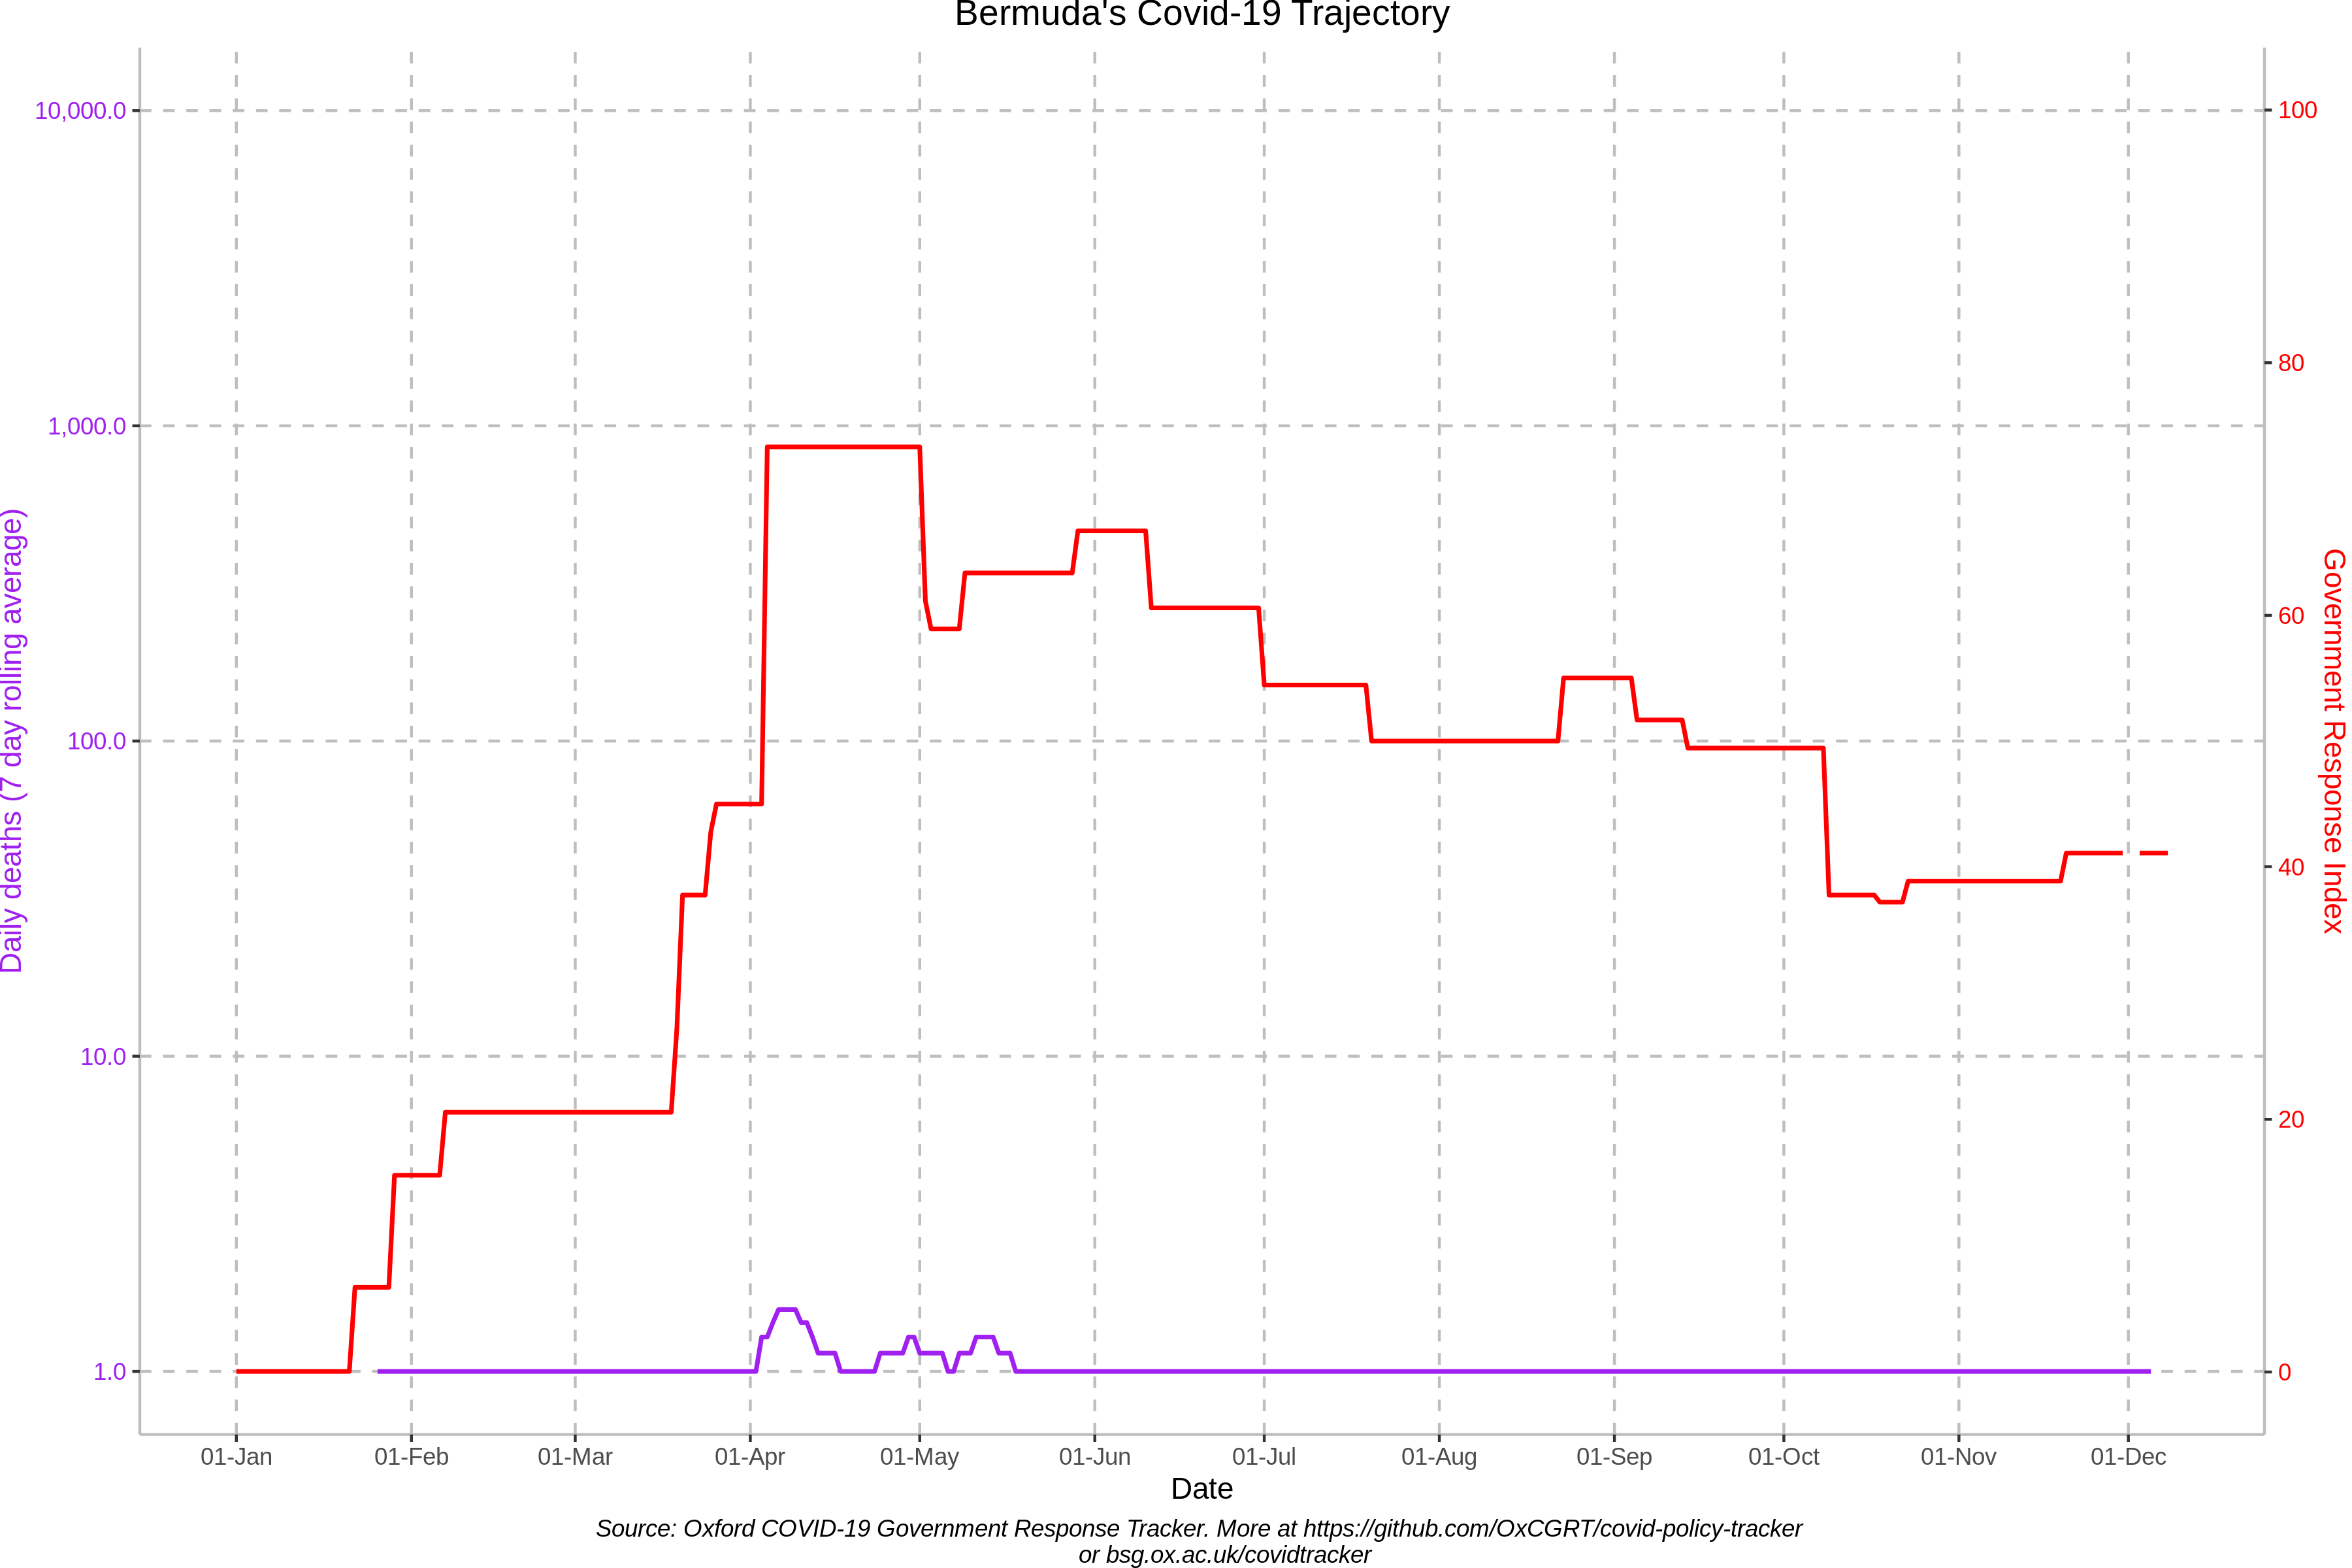 Bermuda's Covid-19 Trajectory
10,000.0
1,000.0
100.0
10.0
1.0
Daily deaths (7 day rolling average)
100
80
60
40
20
0
Government Response Index
01-Jan 01-Feb 01-Mar 01-Apr 01-May 01-Jun 01-Jul 01-Aug 01-Sep 01-Oct 01-Nov 01-Dec
Date
Source: Oxford COVID-19 Government Response Tracker. More at https://github.com/OxCGRT/covid-policy-tracker
or bsg.ox.ac.uk/covidtracker